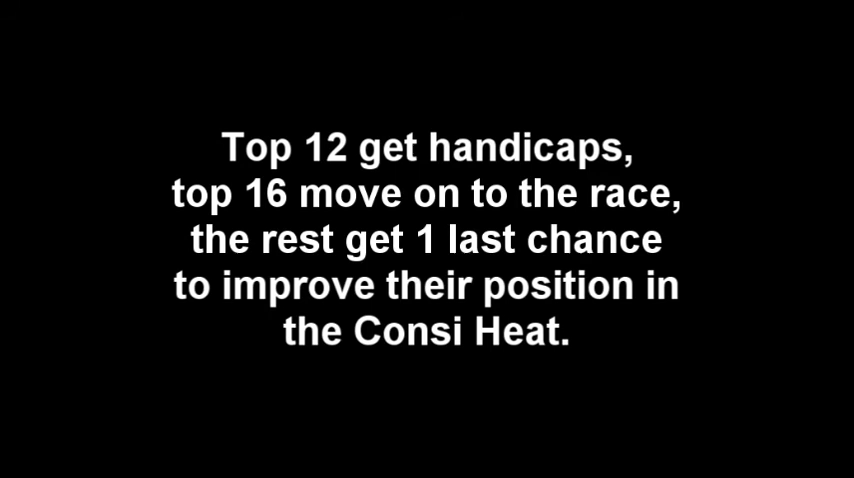 Top 12 get handicaps,
top 16 move on to the race,
the rest get 1 last chance
to improve their position in
the Consi Heat.